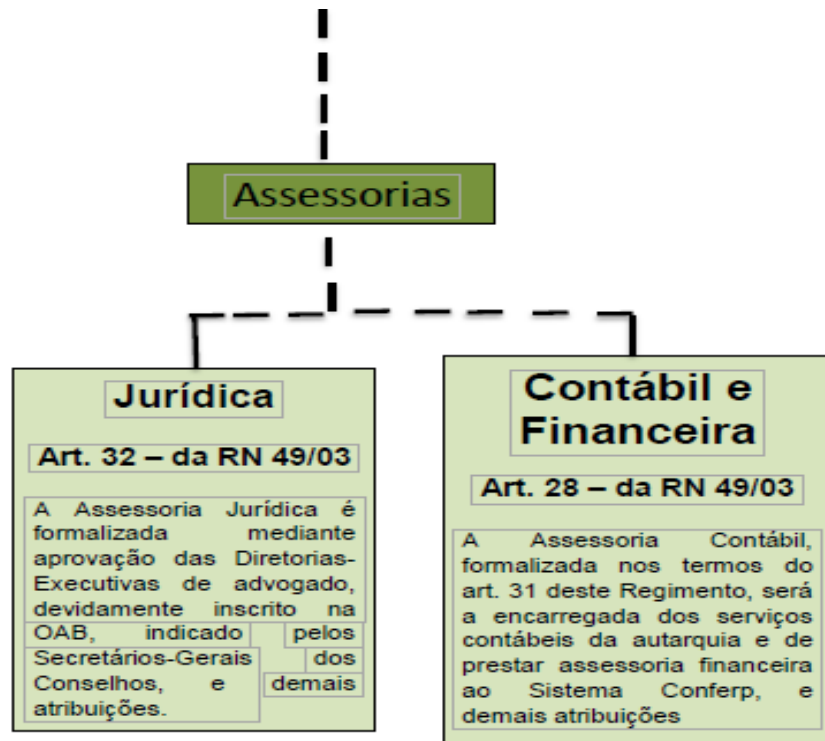 Assessorias
Jurídica
Art. 32 – da RN 49/03
A Assessoria Jurídica é
formalizada mediante
aprovação das Diretorias-
Executivas de advogado,
devidamente inscrito na
OAB, indicado pelos
Secretários-Gerais dos
Conselhos, e demais
atribuições.
Contábil e
Financeira
Art. 28 – da RN 49/03
A Assessoria Contábil,
formalizada nos termos do
art. 31 deste Regimento, será
a encarregada dos serviços
contábeis da autarquia e de
prestar assessoria financeira
ao Sistema Conferp, e
demais atribuições